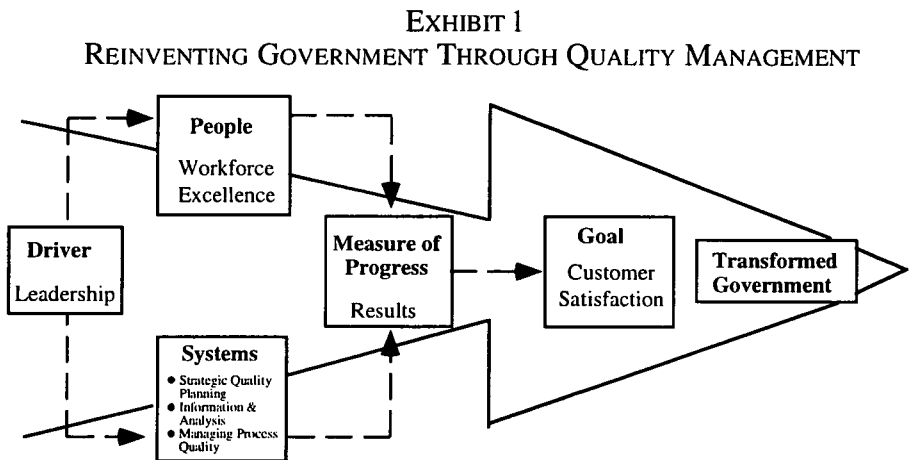 EXHIBIT 1
REINVENTING GOVERNMENT THROUGH QUALITY MANAGEMENT
People
Workforce
Excellence
Driver
Leadership
Measure of
Progress
Results
Goal
Customer
Satisfaction
Transformed
Government
Systems
● Strategic Quality
Planning
● Information &
Analysis
● Managing Process
Quality